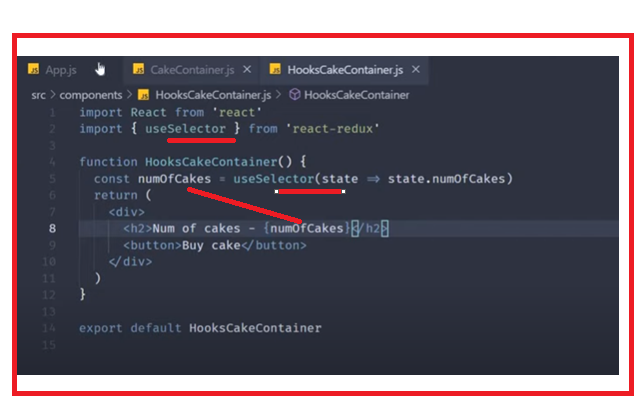 JS App.js JS CakeContainer.js × JS HooksCakeContainer.js ×
src > components > JS HooksCakeContainer.js > HooksCakeContainer
1 import React from 'react'
2 import { useSelector } from 'react-redux'
3
4 function HooksCakeContainer() {
5 const numOfCakes = useSelector(state ⇒ state.numOfCakes)
6 return (
7 <div>
8 <h2>Num of cakes - {numOfCakes}</h2>
9 <button>Buy cake</button>
10 </div>
11 )
12 }
13
14 export default HooksCakeContainer
15